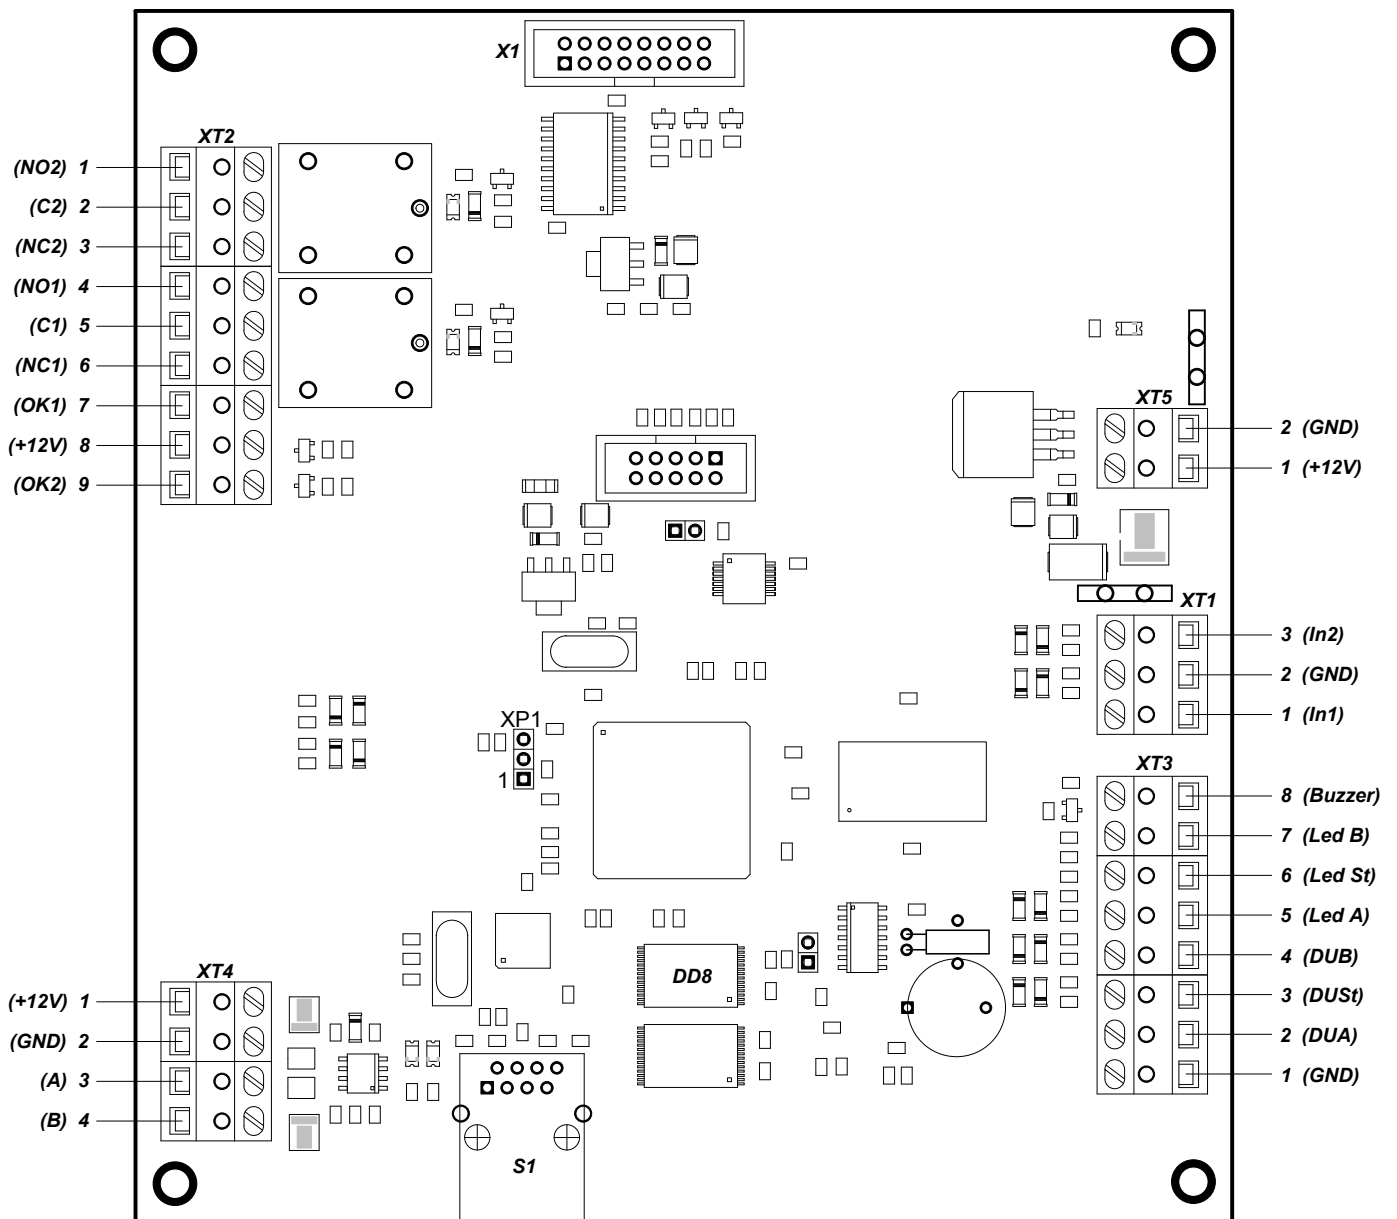 X1
XT2
(NO2) 1
(C2) 2
(NC2) 3
(NO1) 4
(C1) 5
(NC1) 6
(OK1) 7
(+12V) 8
(OK2) 9
XT5
2 (GND)
1 (+12V)
XT1
3 (In2)
2 (GND)
1 (In1)
XP1
1
XT3
8 (Buzzer)
7 (Led B)
6 (Led St)
5 (Led A)
4 (DUB)
3 (DUSt)
2 (DUA)
1 (GND)
DD8
XT4
(+12V) 1
(GND) 2
(A) 3
(B) 4
S1